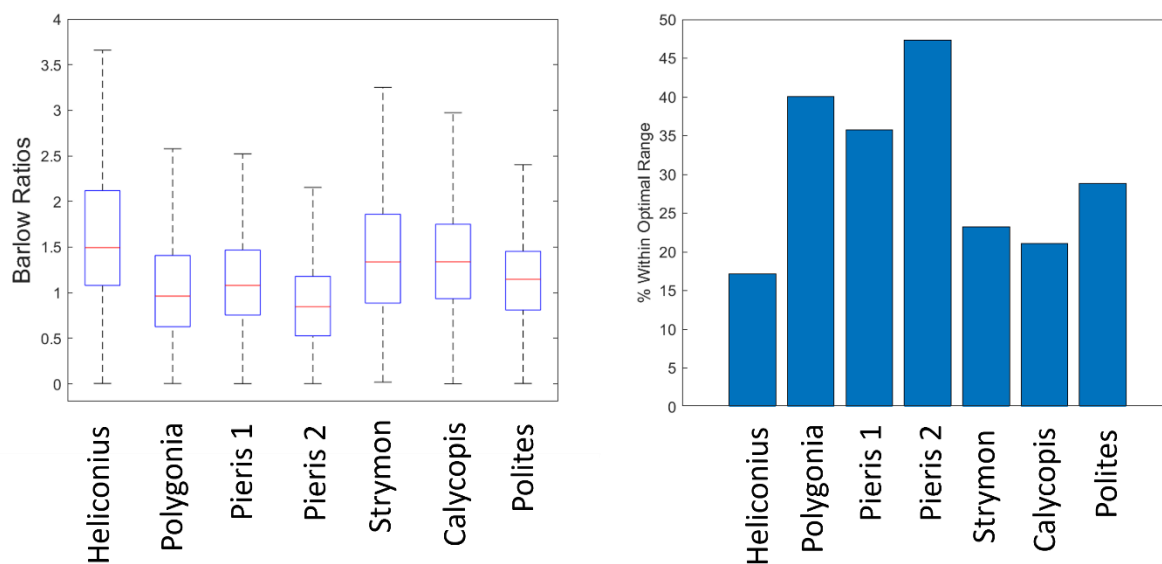 4
3.5
3
2.5
2
1.5
1
0.5
0
Barlow Ratios
Heliconius
Polygonia
Pieris 1
Pieris 2
Strymon
Calycopis
Polites
50
45
40
35
30
25
20
15
10
5
0
% Within Optimal Range
Heliconius
Polygonia
Pieris 1
Pieris 2
Strymon
Calycopis
Polites